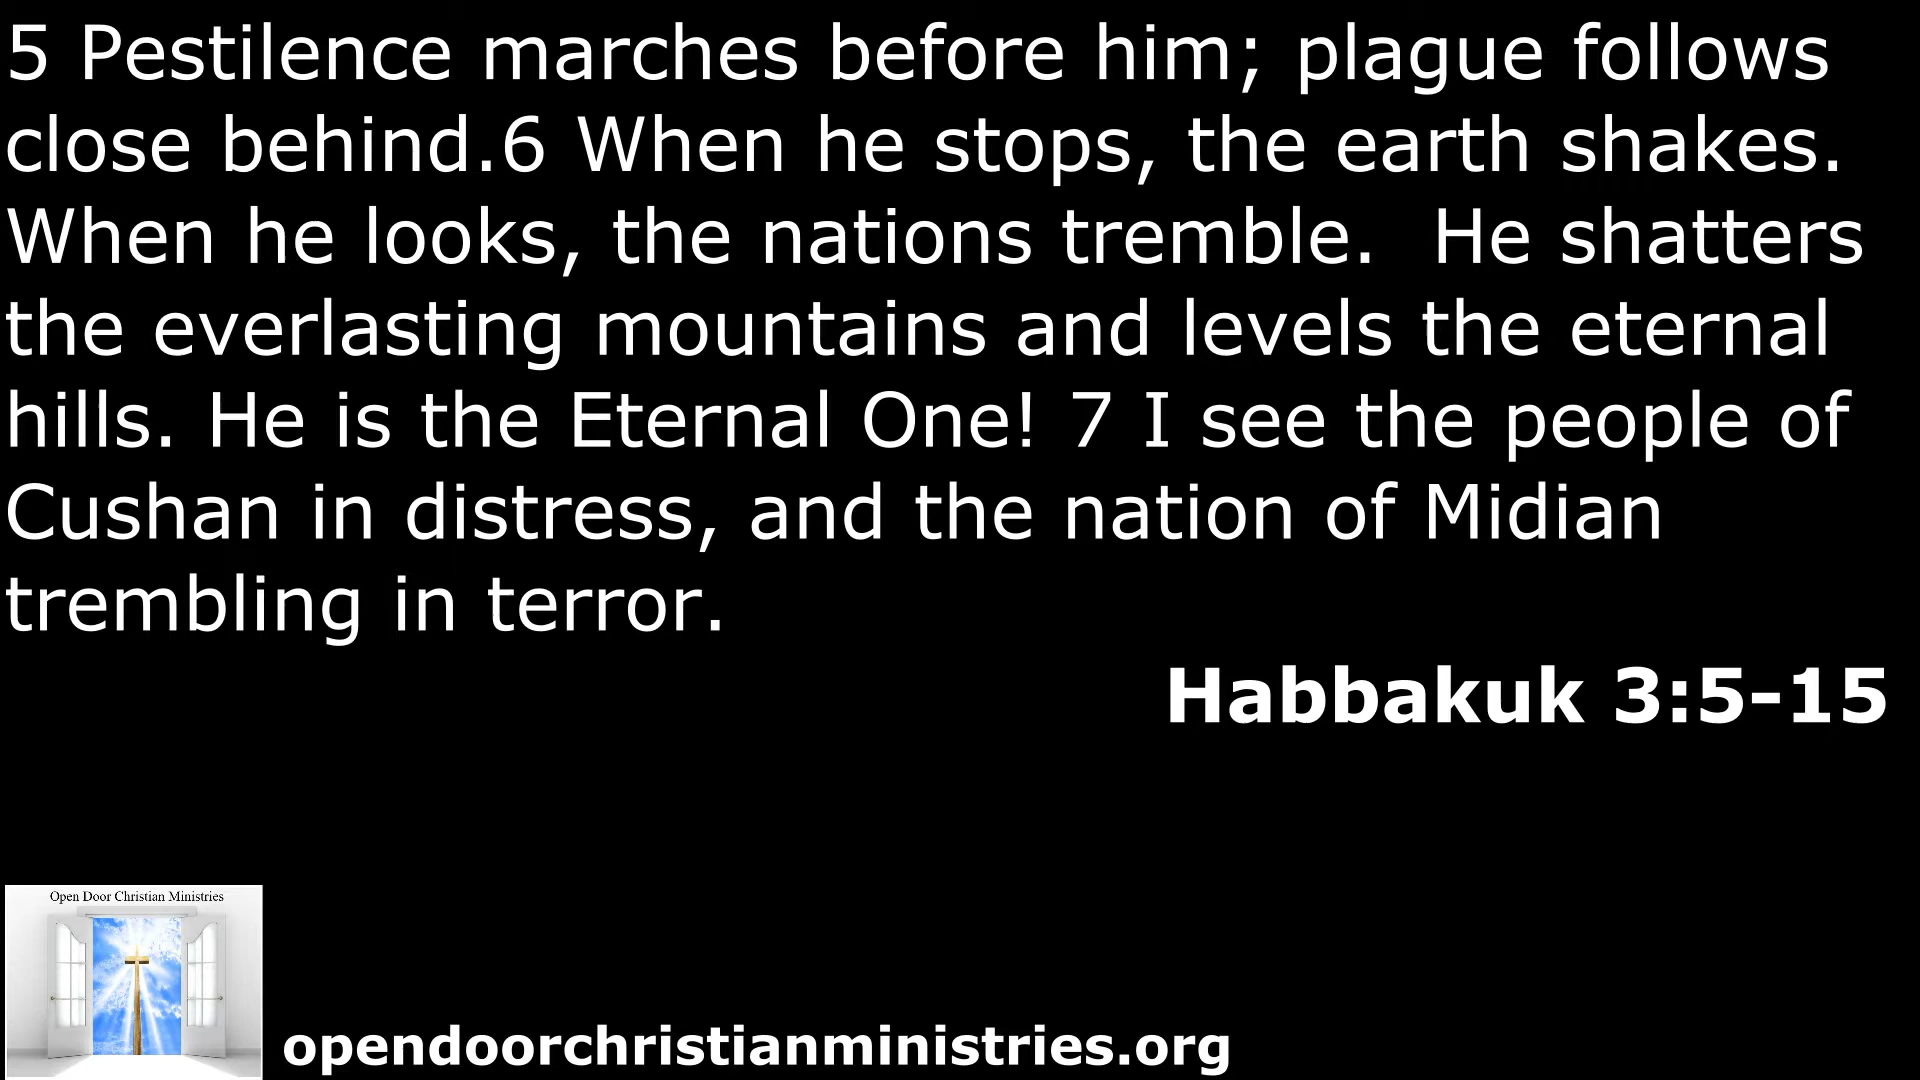 5 Pestilence marches before him; plague follows
close behind.6 When he stops, the earth shakes.
When he looks, the nations tremble.  He shatters
the everlasting mountains and levels the eternal
hills. He is the Eternal One! 7 I see the people of
Cushan in distress, and the nation of Midian
trembling in terror.
Habbakuk 3:5-15
Open Door Christian Ministries
opendoorchristianministries.org